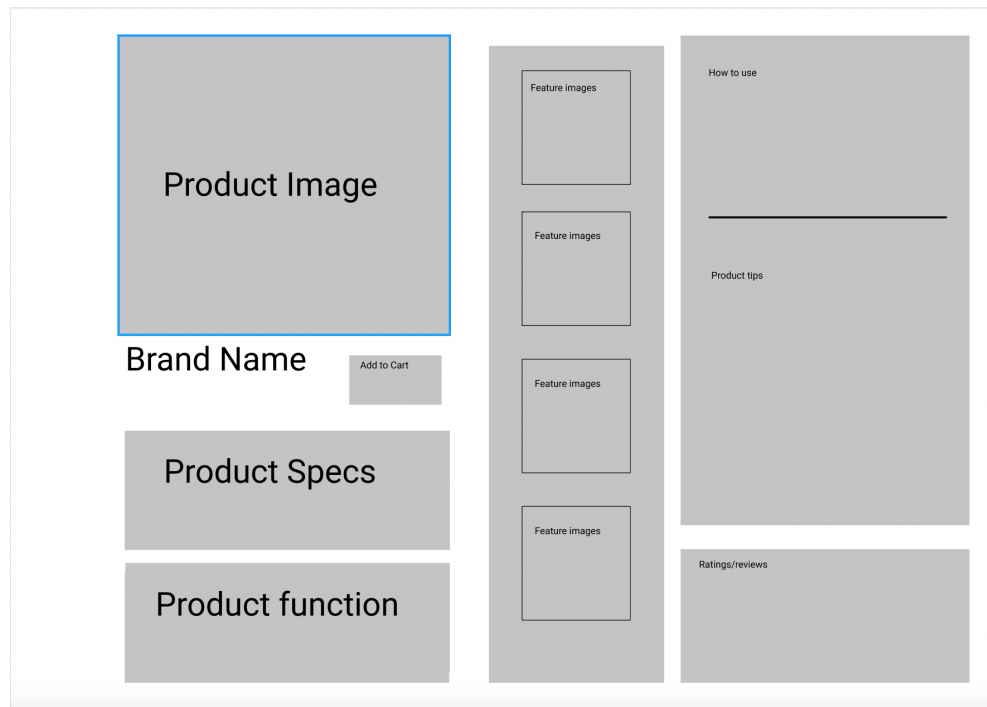 Product Image
Brand Name
Add to Cart
Product Specs
Product function
Feature images
Feature images
Feature images
Feature images
How to use
Product tips
Ratings/reviews